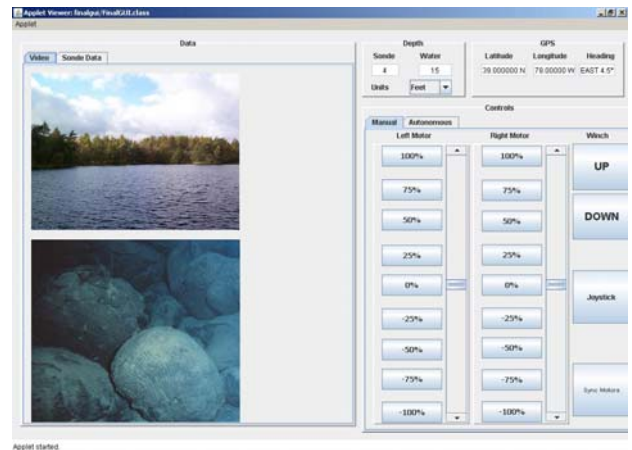 Applet Viewer: finalgui/FinalGUI.class
Applet
Data
Video Sonde Data
Depth
Sonde Water
4 15
Units Feet
GPS
Latitude Longitude Heading
39.000000 N 76.00000 W EAST 4.5°
Controls
Manual Autonomous
Left Motor Right Motor Winch
100% 100% UP
75% 75%
50% 50% DOWN
25% 25%
0% 0% Joystick
-25% -25%
-50% -50%
-75% -75% Sync Motors
-100% -100%
Applet started.